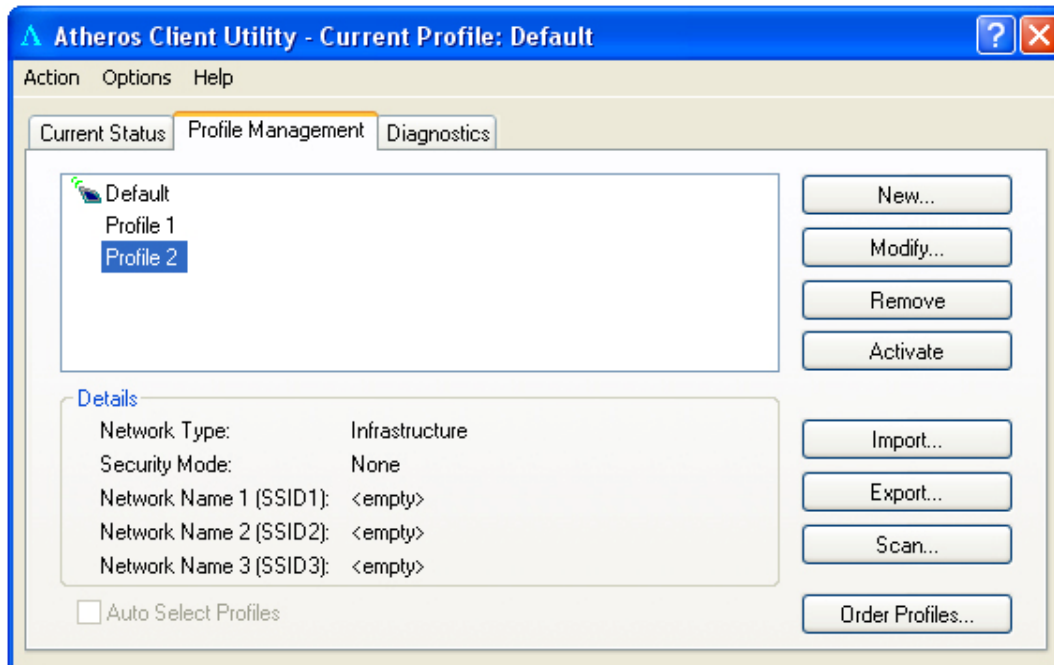 Atheros Client Utility - Current Profile: Default
Action Options Help
Current Status Profile Management Diagnostics
Default
Profile 1
Profile 2
New...
Modify...
Remove
Activate
Details
Network Type: Infrastructure
Security Mode: None
Network Name 1 (SSID1): <empty>
Network Name 2 (SSID2): <empty>
Network Name 3 (SSID3): <empty>
Import...
Export...
Scan...
Auto Select Profiles
Order Profiles...